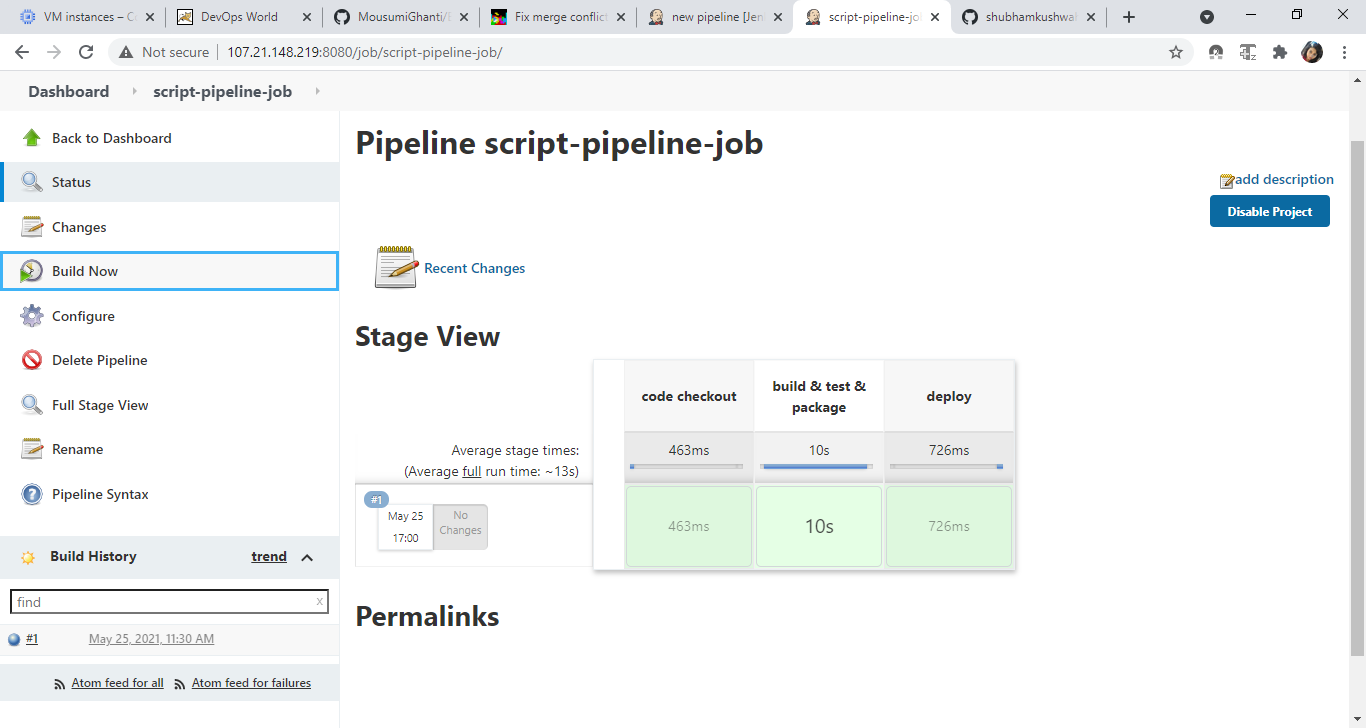 VM instances – C
DevOps World
MousumiGhanti/
Fix merge conflict
new pipeline [Jen
script-pipeline-jo
shubhamkushwa
Not secure
107.21.148.219:8080/job/script-pipeline-job/
Dashboard
script-pipeline-job
Back to Dashboard
Status
Changes
Build Now
Configure
Delete Pipeline
Full Stage View
Rename
Pipeline Syntax
Build History
trend
find
x
#1
May 25, 2021, 11:30 AM
Atom feed for all
Atom feed for failures
Pipeline script-pipeline-job
add description
Disable Project
Recent Changes
Stage View
code checkout
build & test &
package
deploy
Average stage times:
(Average full run time: ~13s)
463ms
10s
726ms
#1
May 25
17:00
No
Changes
463ms
10s
726ms
Permalinks